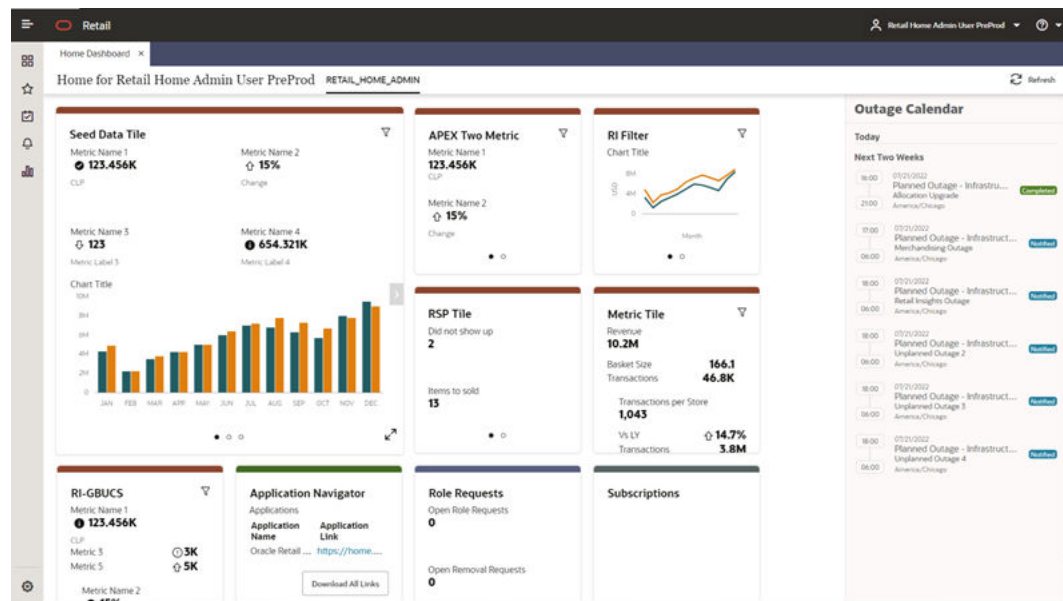 Retail
Retail Home Admin User PreProd
Home Dashboard ×
Home for Retail Home Admin User PreProd RETAIL_HOME_ADMIN
Refresh
Seed Data Tile
Metric Name 1
123.456K
CLP
Metric Name 2
15%
Change
Metric Name 3
123
Metric Label 3
Metric Name 4
654.321K
Metric Label 4
Chart Title
10M
8M
6M
4M
2M
0
JAN FEB MAR APR MAY JUN JUL AUG SEP OCT NOV DEC
APEX Two Metric
Metric Name 1
123.456K
CLP
Metric Name 2
15%
Change
RI Filter
Chart Title
USD
8M
4M
0
Month
RSP Tile
Did not show up
2
Items to sold
13
Metric Tile
Revenue
10.2M
Basket Size 166.1
Transactions 46.8K
Transactions per Store
1,043
Vs LY 14.7%
Transactions 3.8M
RI-GBUCS
Metric Name 1
123.456K
CLP
Metric 3 3K
Metric 5 5K
Metric Name 2
45%
Application Navigator
Applications
Application Name Application Link
Oracle Retail ... https://home....
Download All Links
Role Requests
Open Role Requests
0
Open Removal Requests
0
Subscriptions
Outage Calendar
Today
Next Two Weeks
16:00
21:00
07/21/2022
Planned Outage - Infrastru...
Allocation Upgrade
America/Chicago
Completed
17:00
06:00
07/21/2022
Planned Outage - Infrastruct...
Merchandising Outage
America/Chicago
Notified
18:00
06:00
07/21/2022
Planned Outage - Infrastruct...
Retail Insights Outage
America/Chicago
Notified
18:00
06:00
07/21/2022
Planned Outage - Infrastruct...
Unplanned Outage 2
America/Chicago
Notified
18:00
06:00
07/21/2022
Planned Outage - Infrastruct...
Unplanned Outage 3
America/Chicago
Notified
18:00
06:00
07/21/2022
Planned Outage - Infrastruct...
Unplanned Outage 4
America/Chicago
Notified